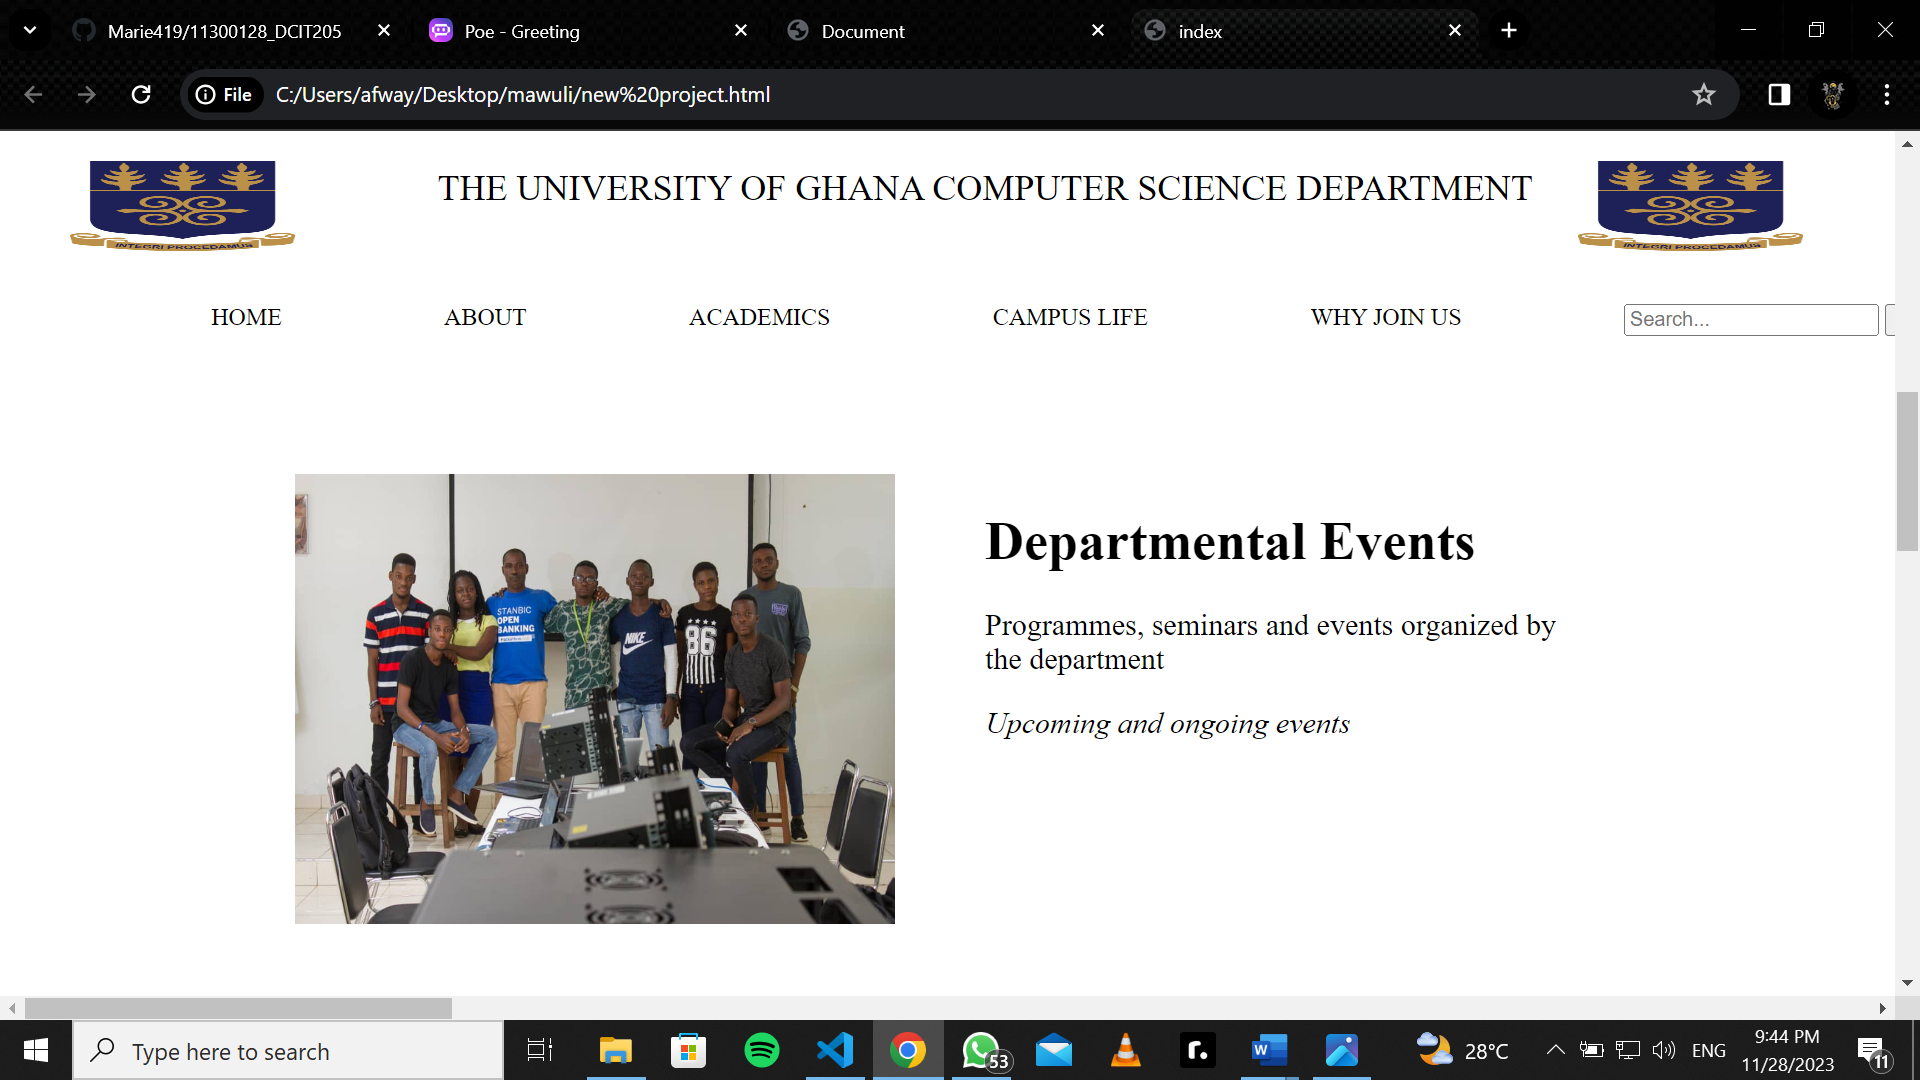 Marie419/11300128_DCIT205
Poe - Greeting
Document
index
File
C:/Users/afway/Desktop/mawuli/new%20project.html
THE UNIVERSITY OF GHANA COMPUTER SCIENCE DEPARTMENT
INTEGRI PROCEDAMUS
INTEGRI PROCEDAMUS
HOME
ABOUT
ACADEMICS
CAMPUS LIFE
WHY JOIN US
Search...
STANBIC
OPEN
BANKING
NIKE
86
Departmental Events
Programmes, seminars and events organized by
the department
Upcoming and ongoing events
Type here to search
53
W
r.
28°C
ENG
9:44 PM
11/28/2023
11